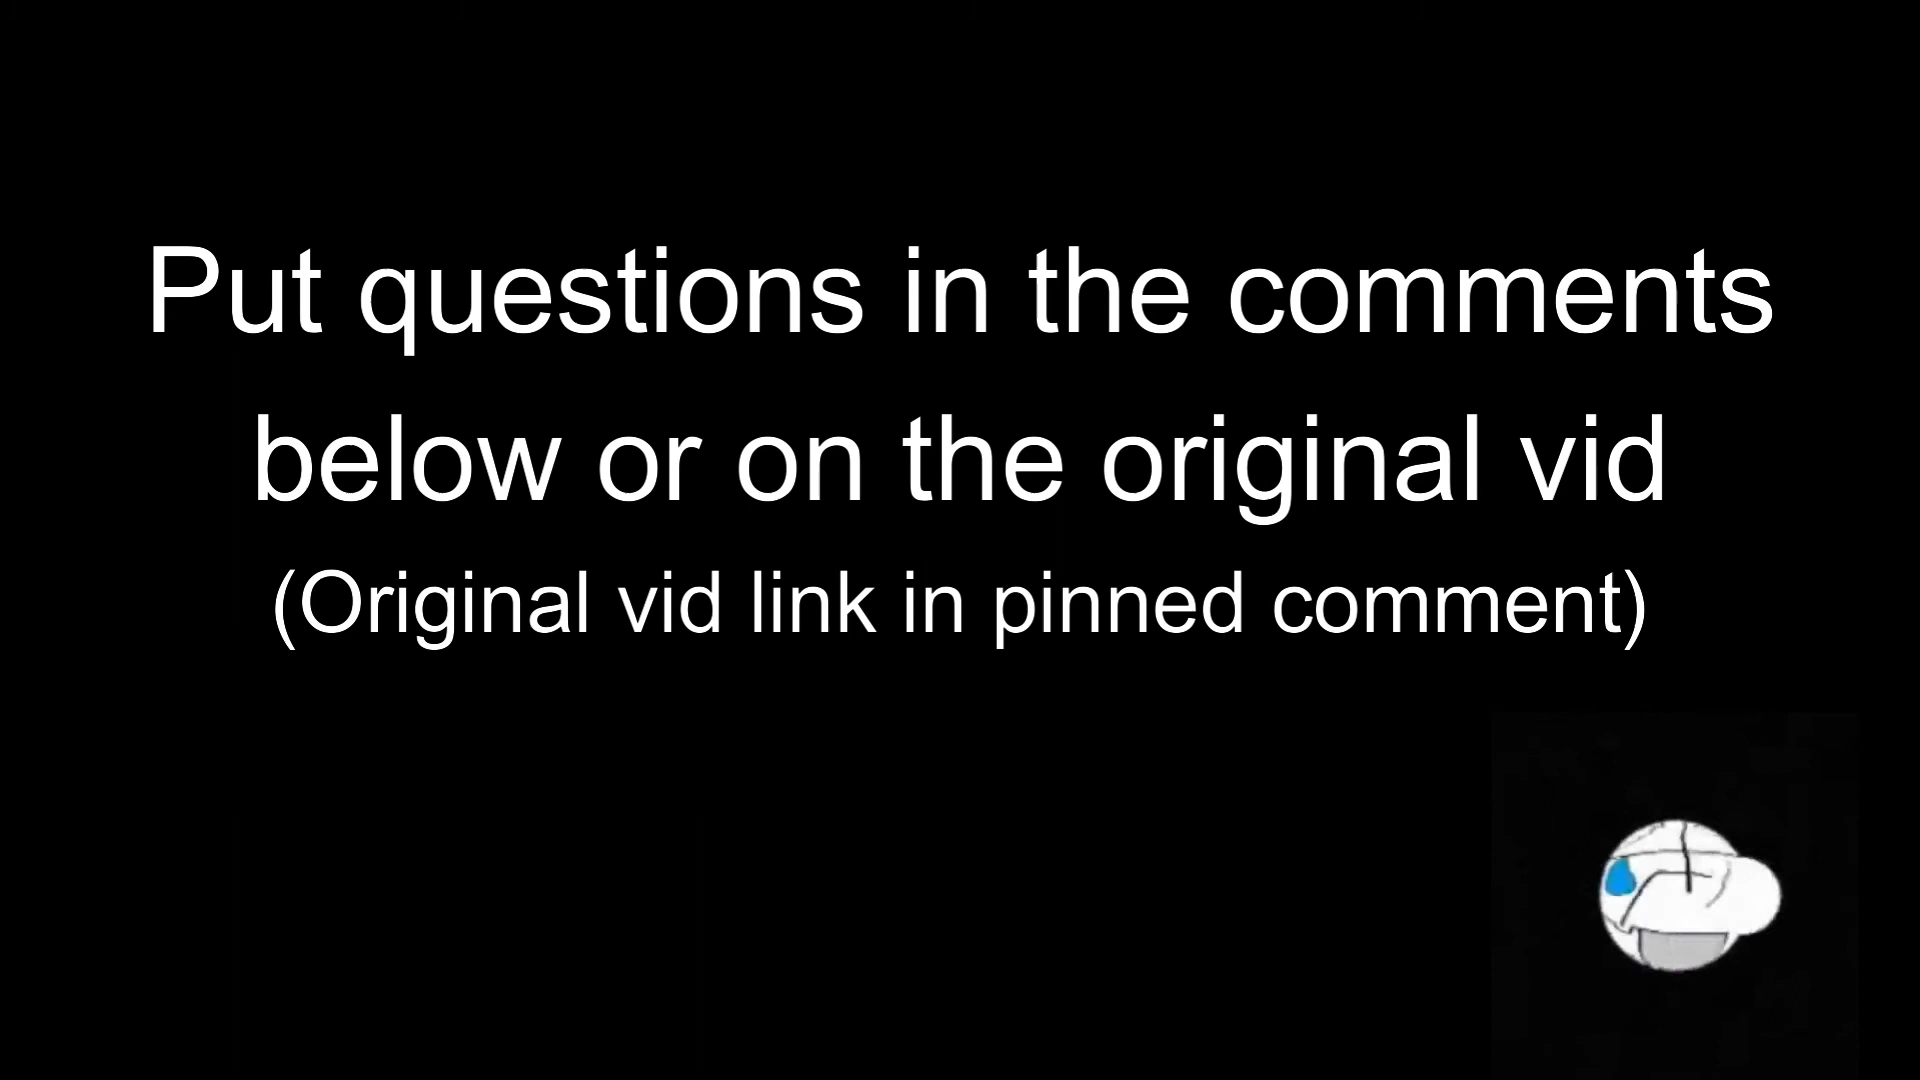 Put questions in the comments
below or on the original vid
(Original vid link in pinned comment)